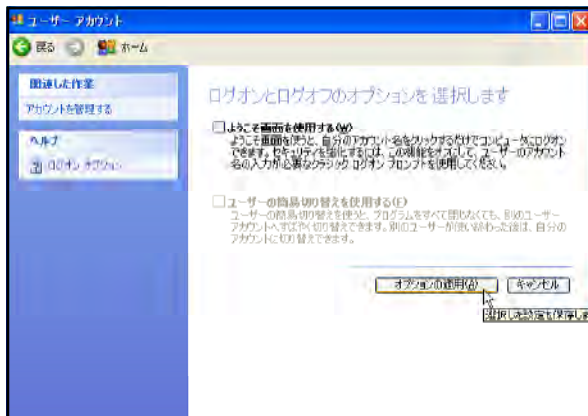 ユーザー アカウント
戻る ホーム
関連した作業
アカウントを管理する
ヘルプ
ログオン オプション
ログオンとログオフのオプションを選択します
ようこそ画面を使用する(W)
ようこそ画面を使うと、自分のアカウント名をクリックするだけでコンピュータにログオン
できます。セキュリティを強化するには、この機能をオフにして、ユーザーのアカウント
名の入力が必要なクラシック ログオン プロンプトを使用してください。
ユーザーの簡易切り替えを使用する(E)
ユーザーの簡易切り替えを使うと、プログラムをすべて閉じなくても、別のユーザー
アカウントへすばやく切り替えできます。別のユーザーが使い終わった後は、自分の
アカウントに切り替えできます。
オプションの適用(A) キャンセル
選択した設定を保存しま